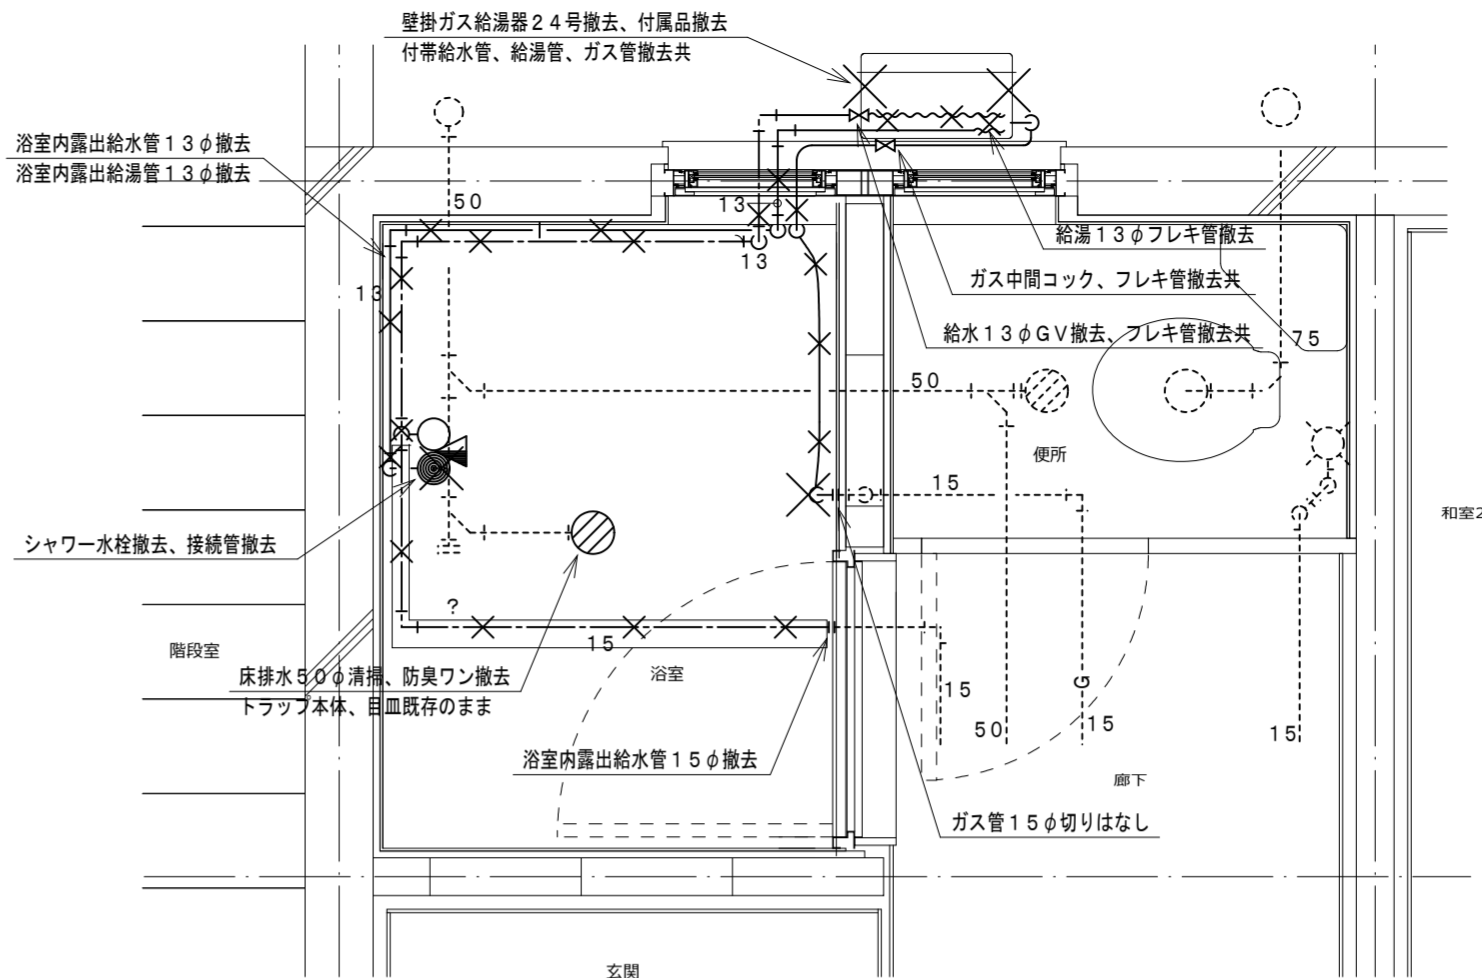 壁掛ガス給湯器２４号撤去、付属品撤去
付帯給水管、給湯管、ガス管撤去共
浴室内露出給水管１３φ撤去
浴室内露出給湯管１３φ撤去
50
13
13
13
給湯１３φフレキ管撤去
ガス中間コック、フレキ管撤去共
給水１３φＧＶ撤去、フレキ管撤去共
75
50
便所
15
和室2
シャワー水栓撤去、接続管撤去
?
15
階段室
浴室
床排水５０φ清掃、防臭ワン撤去
トラップ本体、目皿既存のまま
G
15
50
15
15
浴室内露出給水管１５φ撤去
廊下
ガス管１５φ切りはなし
玄関